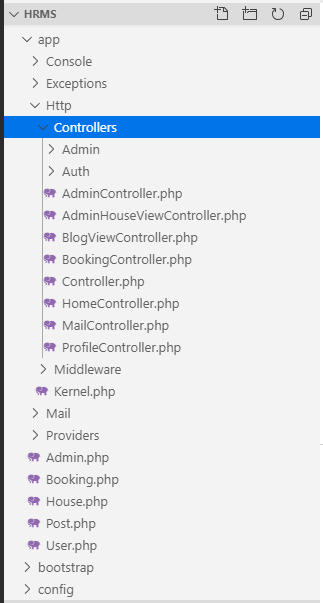 HRMS
app
Console
Exceptions
Http
Controllers
Admin
Auth
AdminController.php
AdminHouseViewController.php
BlogViewController.php
BookingController.php
Controller.php
HomeController.php
MailController.php
ProfileController.php
Middleware
Kernel.php
Mail
Providers
Admin.php
Booking.php
House.php
Post.php
User.php
bootstrap
config